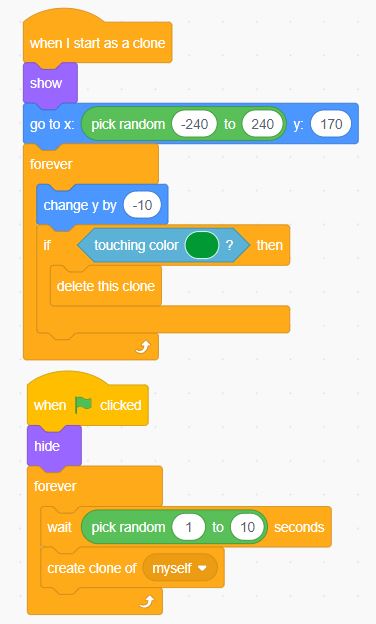 when I start as a clone
show
go to x: pick random -240 to 240 y: 170
forever
change y by -10
if touching color ? then
delete this clone
when clicked
hide
forever
wait pick random 1 to 10 seconds
create clone of myself